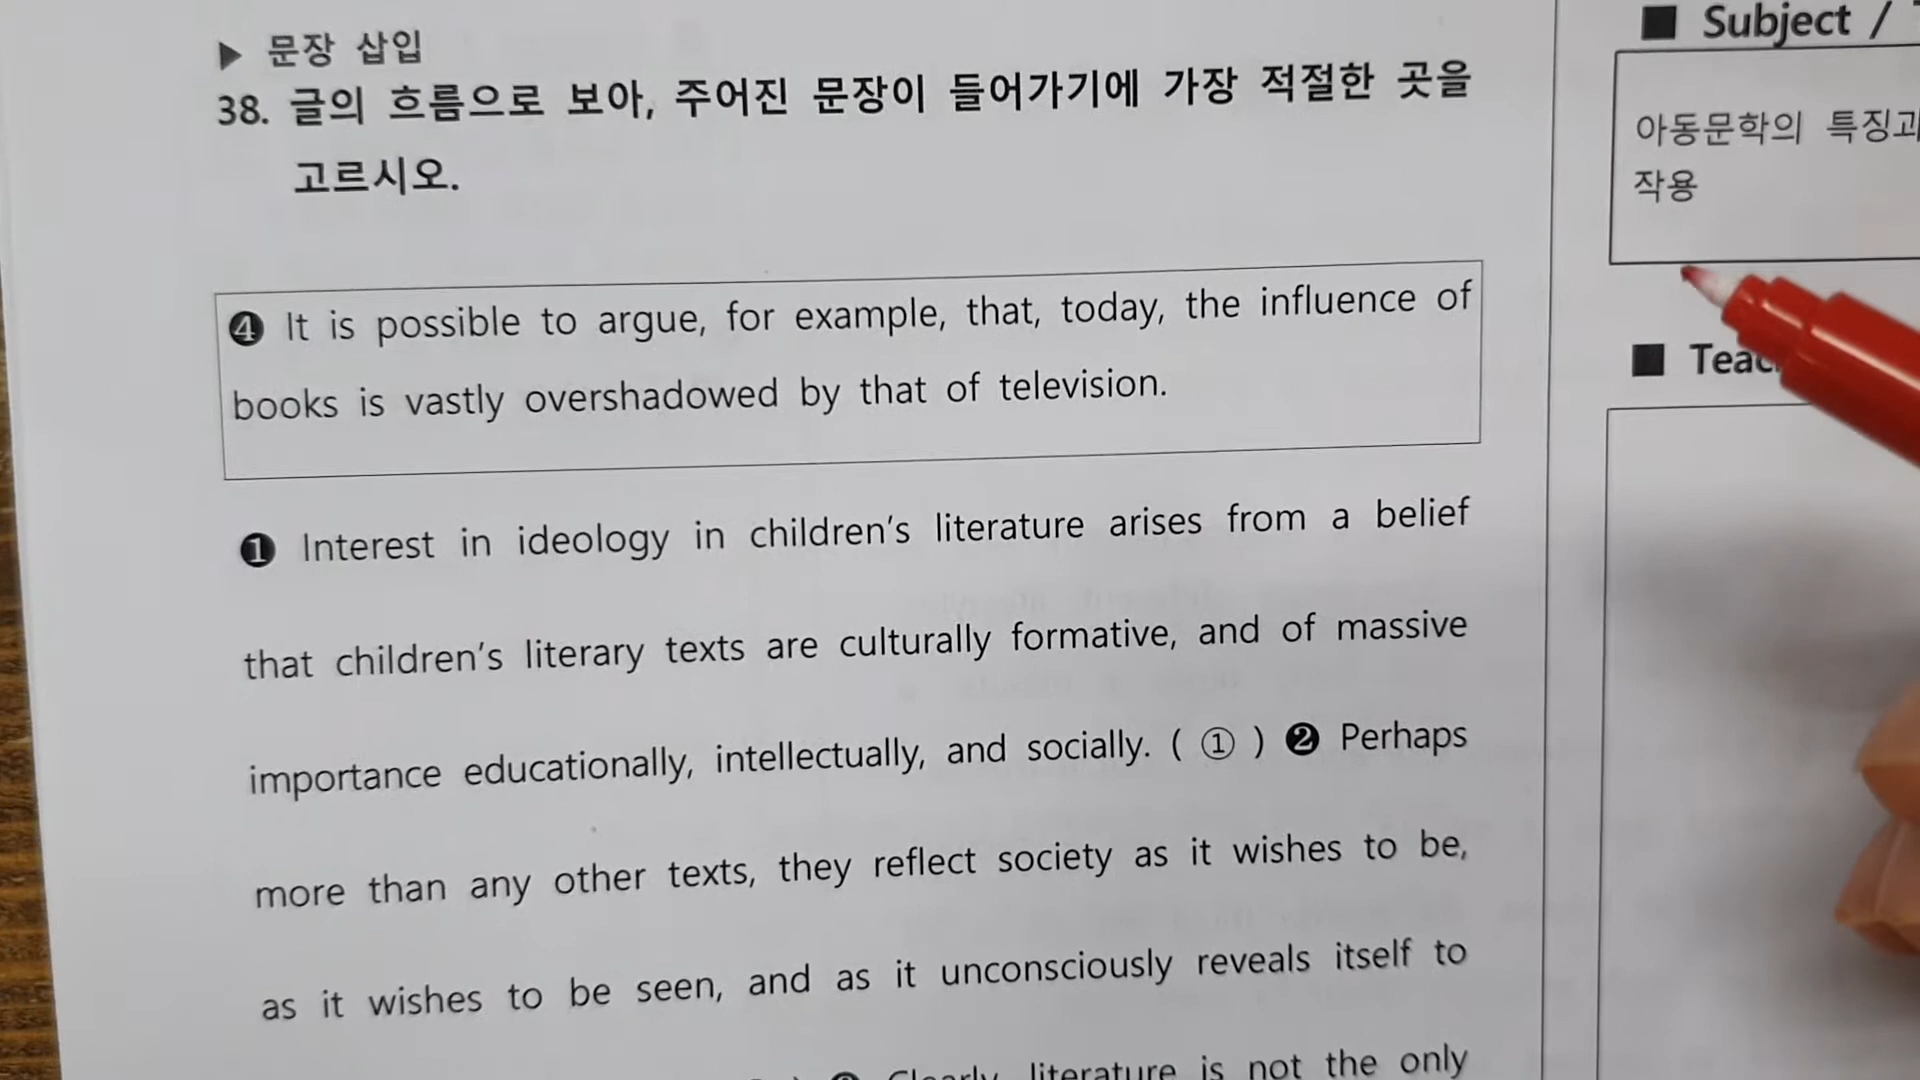 ▶ 문장 삽입
38. 글의 흐름으로 보아, 주어진 문장이 들어가기에 가장 적절한 곳을
고르시오.
❹ It is possible to argue, for example, that, today, the influence of
books is vastly overshadowed by that of television.
❶ Interest in ideology in children's literature arises from a belief
that children's literary texts are culturally formative, and of massive
importance educationally, intellectually, and socially. ( ① ) ❷ Perhaps
more than any other texts, they reflect society as it wishes to be,
as it wishes to be seen, and as it unconsciously reveals itself to
Clearly, literature is not the only
■ Subject /
아동문학의 특징과
작용
■